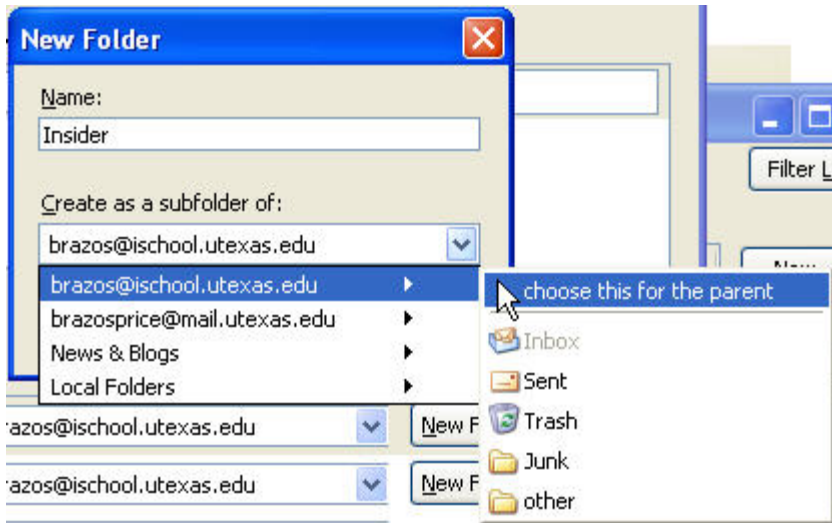 New Folder
Name:
Insider
Filter L
Create as a subfolder of:
brazos@ischool.utexas.edu
brazos@ischool.utexas.edu
choose this for the parent
brazosprice@mail.utexas.edu
Inbox
News & Blogs
Sent
Local Folders
Trash
azos@ischool.utexas.edu
New F
Junk
azos@ischool.utexas.edu
New F
other